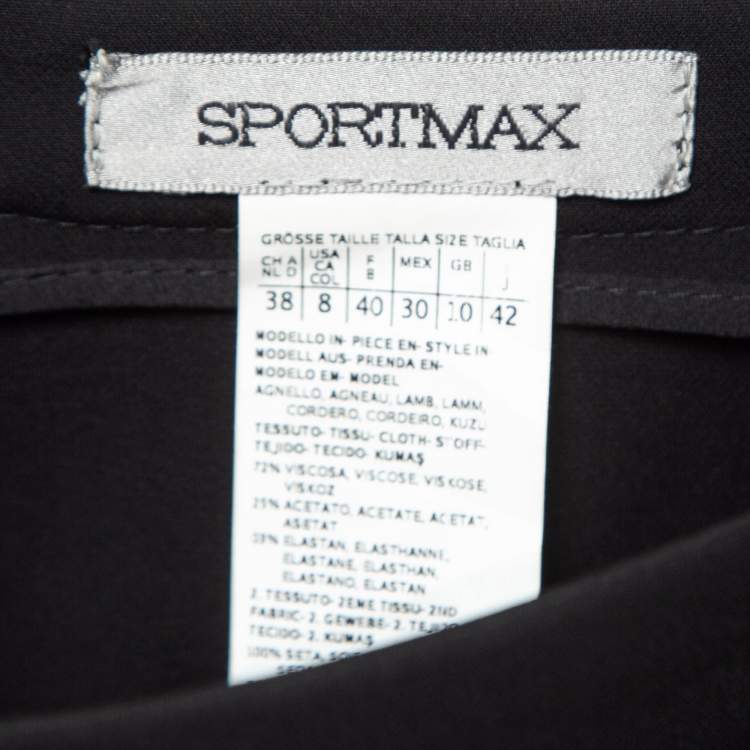 SPORTMAX
GRÖSSE TAILLE TALLA SIZE TAGLIA
CH A USA F MEX GB I
NL D CA B J
COL
38 8 40 30 10 42
MODELLO IN- PIECE EN- STYLE IN-
MODELL AUS- PRENDA EN-
MODELO EM- MODEL
AGNELLO, AGNEAU, LAMB, LAMM,
CORDERO, CORDEIRO, KUZU
TESSUTO- TISSU- CLOTH- STOFF-
TEJIDO- TECIDO- KUMAŞ
72% VISCOSA, VISCOSE, VISKOSE,
VISKOZ
25% ACETATO, ACETATE, ACETAT,
ASETAT
03% ELASTAN, ELASTHANNE,
ELASTANE, ELASTHAN,
ELASTANO, ELASTAN
2. TESSUTO- 2EME TISSU- 2ND
FABRIC- 2. GEWEBE- 2. TEJIDO
TECIDO- 2. KUMAŞ
100% SETA,